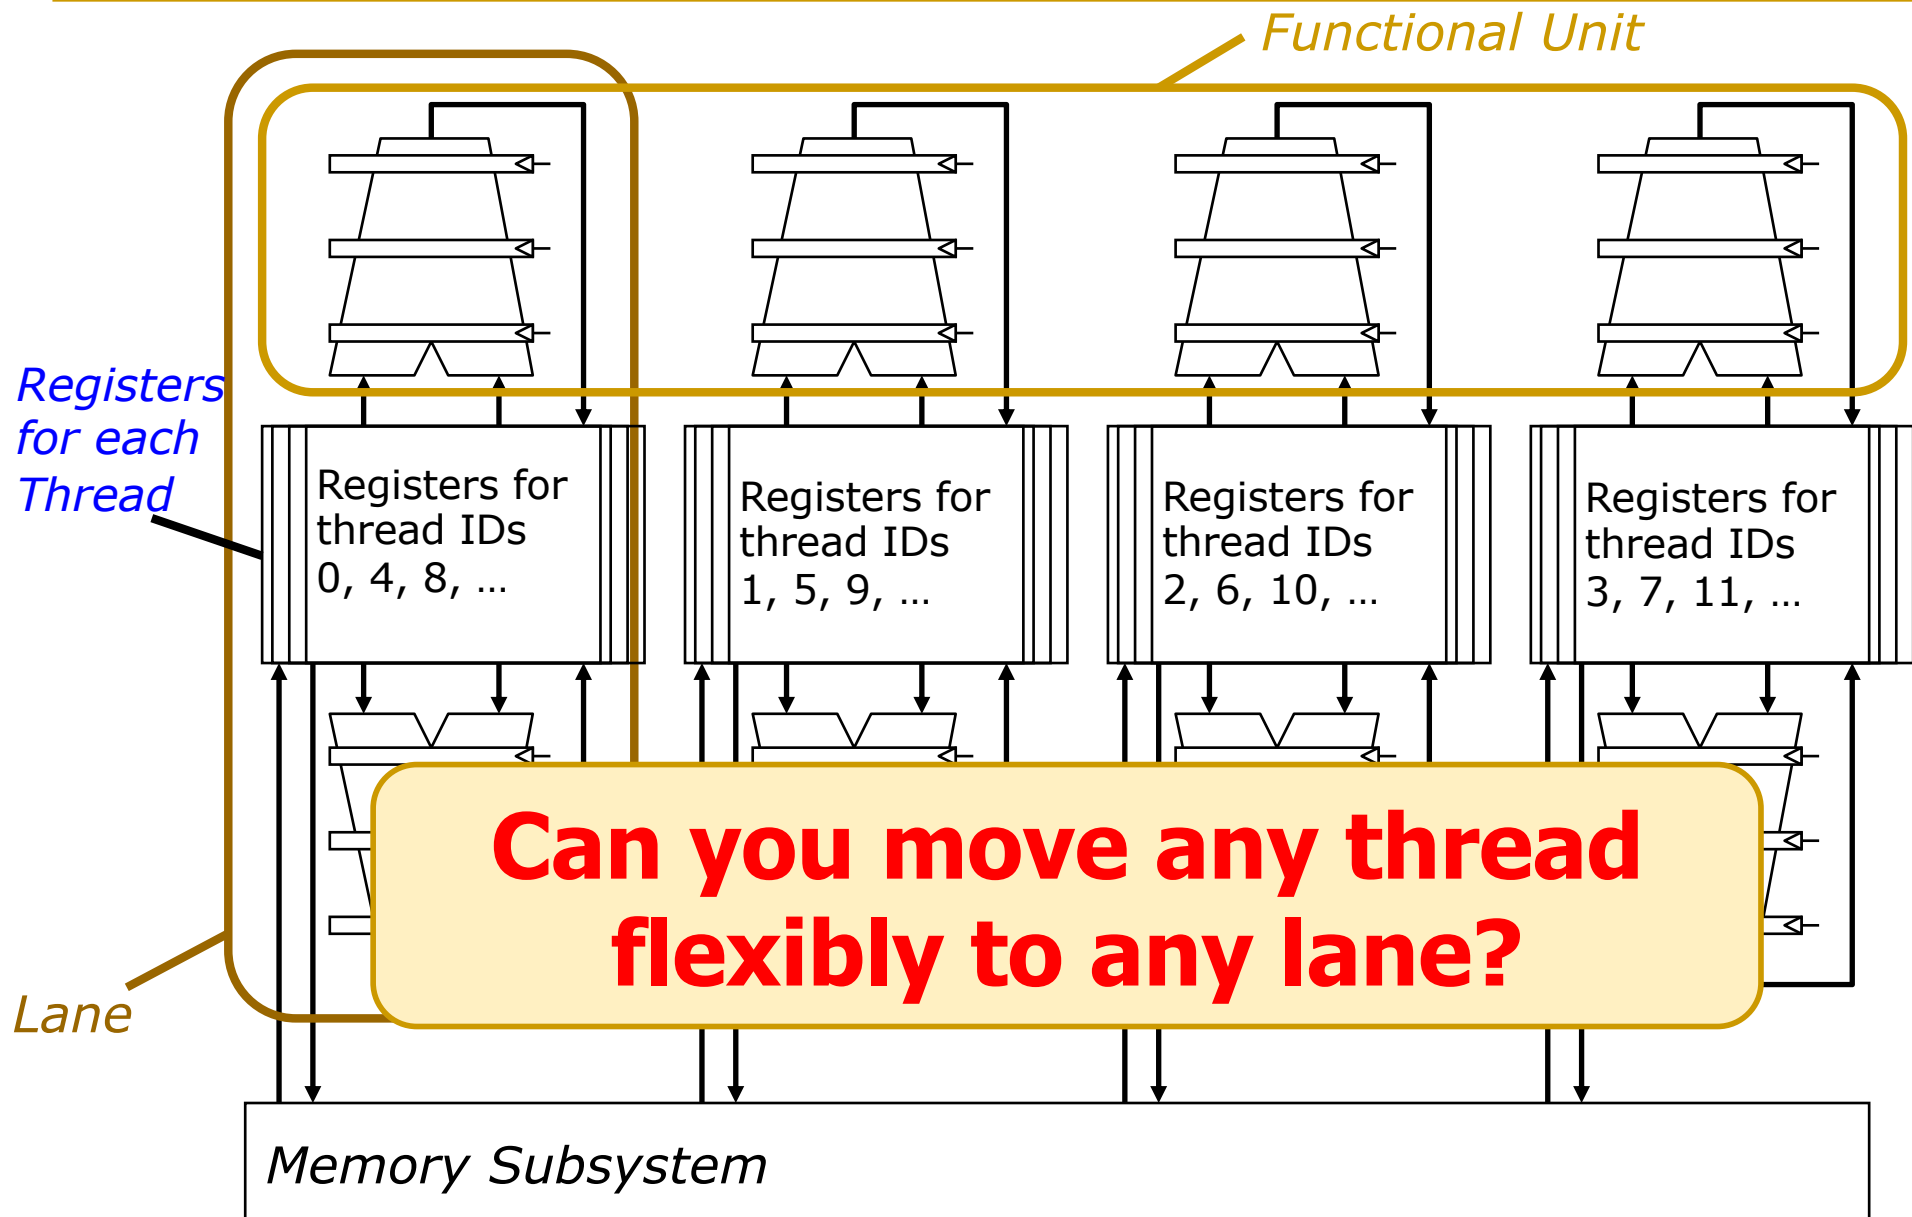 Functional Unit
Registers
for each
Thread
Registers for
thread IDs
0, 4, 8, …
Registers for
thread IDs
1, 5, 9, …
Registers for
thread IDs
2, 6, 10, …
Registers for
thread IDs
3, 7, 11, …
Can you move any thread
flexibly to any lane?
Lane
Memory Subsystem